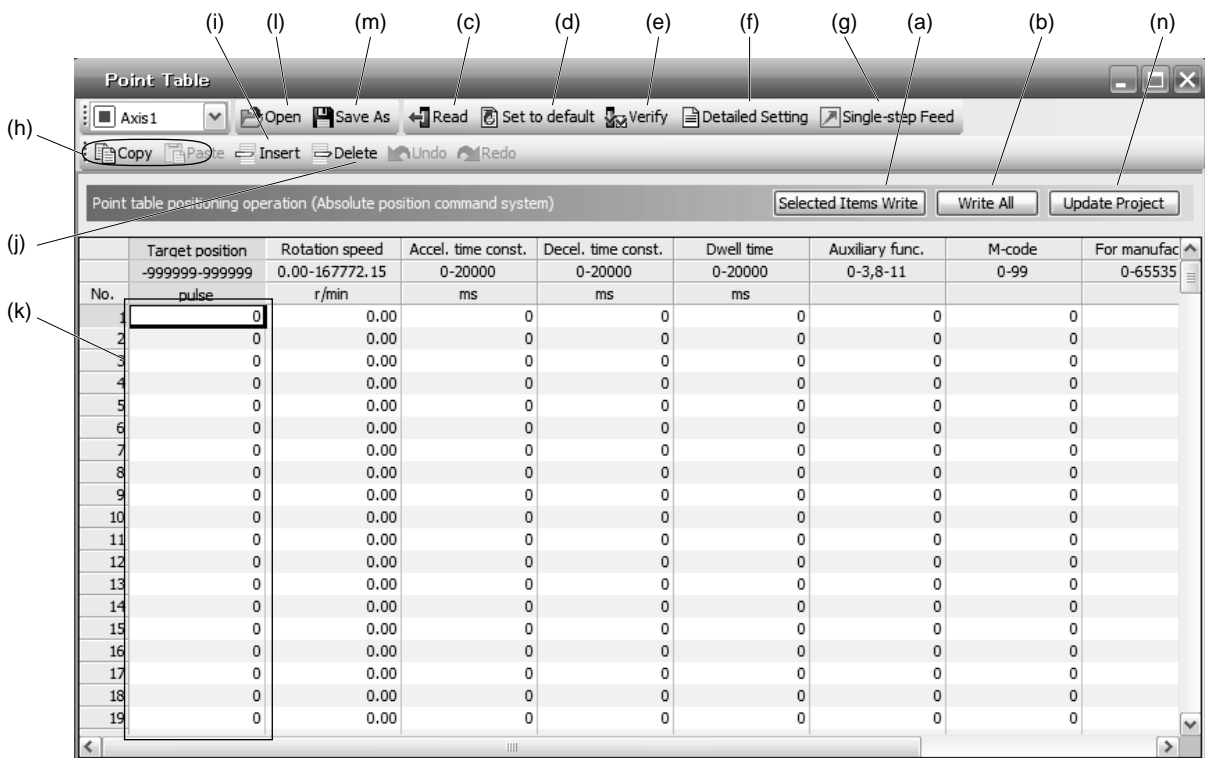 (i) (l) (m) (c) (d) (e) (f) (g) (a) (b) (n)
Point Table
(h)
Axis1 Open Save As Read Set to default Verify Detailed Setting Single-step Feed
Copy Paste Insert Delete Undo Redo
Point table positioning operation (Absolute position command system) Selected Items Write Write All Update Project
(j)
Target position Rotation speed Accel. time const. Decel. time const. Dwell time Auxiliary func. M-code For manufac
-999999-999999 0.00-167772.15 0-20000 0-20000 0-20000 0-3,8-11 0-99 0-65535
No. pulse r/min ms ms ms
(k)
1 0 0.00 0 0 0 0 0
2 0 0.00 0 0 0 0 0
3 0 0.00 0 0 0 0 0
4 0 0.00 0 0 0 0 0
5 0 0.00 0 0 0 0 0
6 0 0.00 0 0 0 0 0
7 0 0.00 0 0 0 0 0
8 0 0.00 0 0 0 0 0
9 0 0.00 0 0 0 0 0
10 0 0.00 0 0 0 0 0
11 0 0.00 0 0 0 0 0
12 0 0.00 0 0 0 0 0
13 0 0.00 0 0 0 0 0
14 0 0.00 0 0 0 0 0
15 0 0.00 0 0 0 0 0
16 0 0.00 0 0 0 0 0
17 0 0.00 0 0 0 0 0
18 0 0.00 0 0 0 0 0
19 0 0.00 0 0 0 0 0